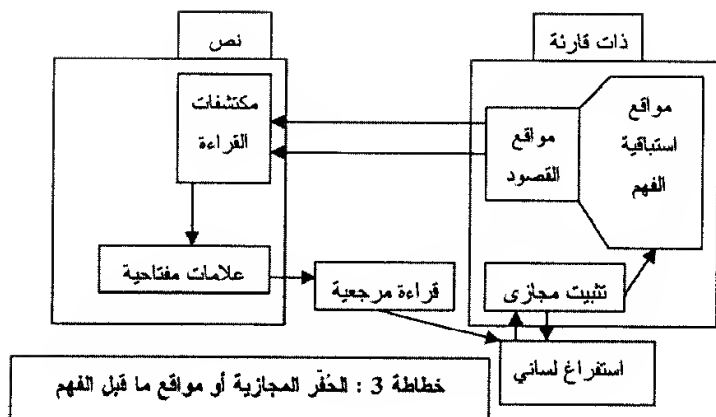 ذات قارئة
نص
مواقع
استباقية
الفهم
مواقع
القصود
مكتشفات
القراءة
علامات مفتاحية
قراءة مرجعية
تثبيت مجازى
استفراغ لساني
خطاطة 3 : الحُفَر المجازية أو مواقع ما قبل الفهم